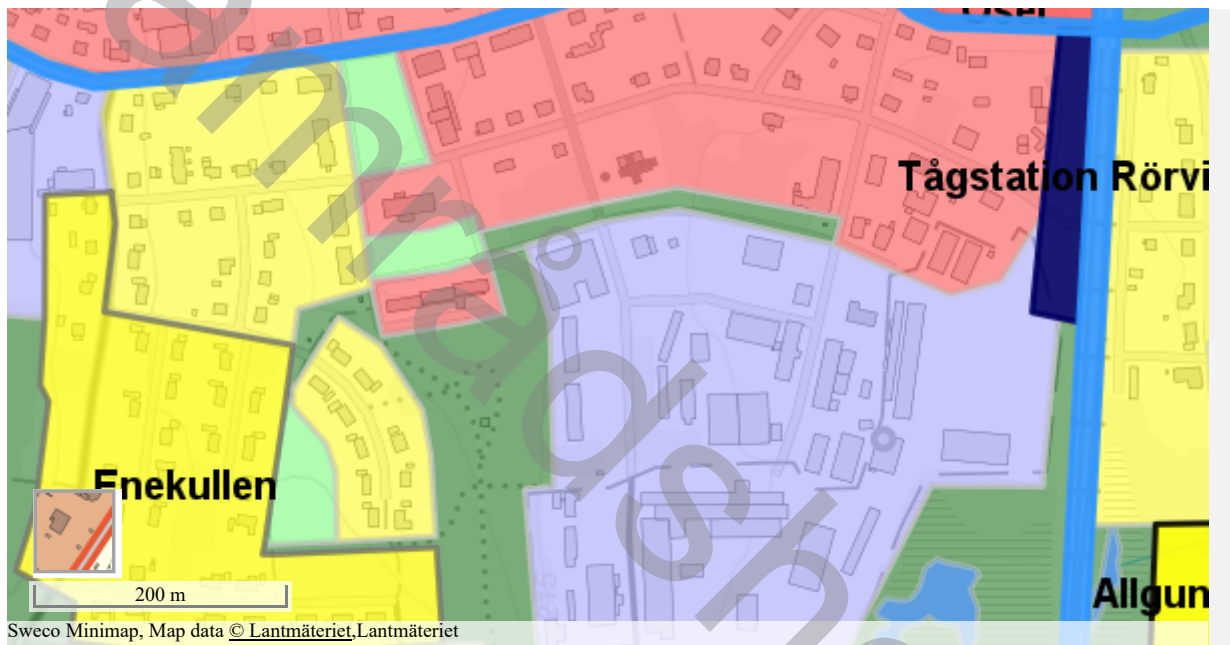 Tågstation Rörvi
Enekullen
Allgun
200 m
Sweco Minimap, Map data © Lantmäteriet,Lantmäteriet